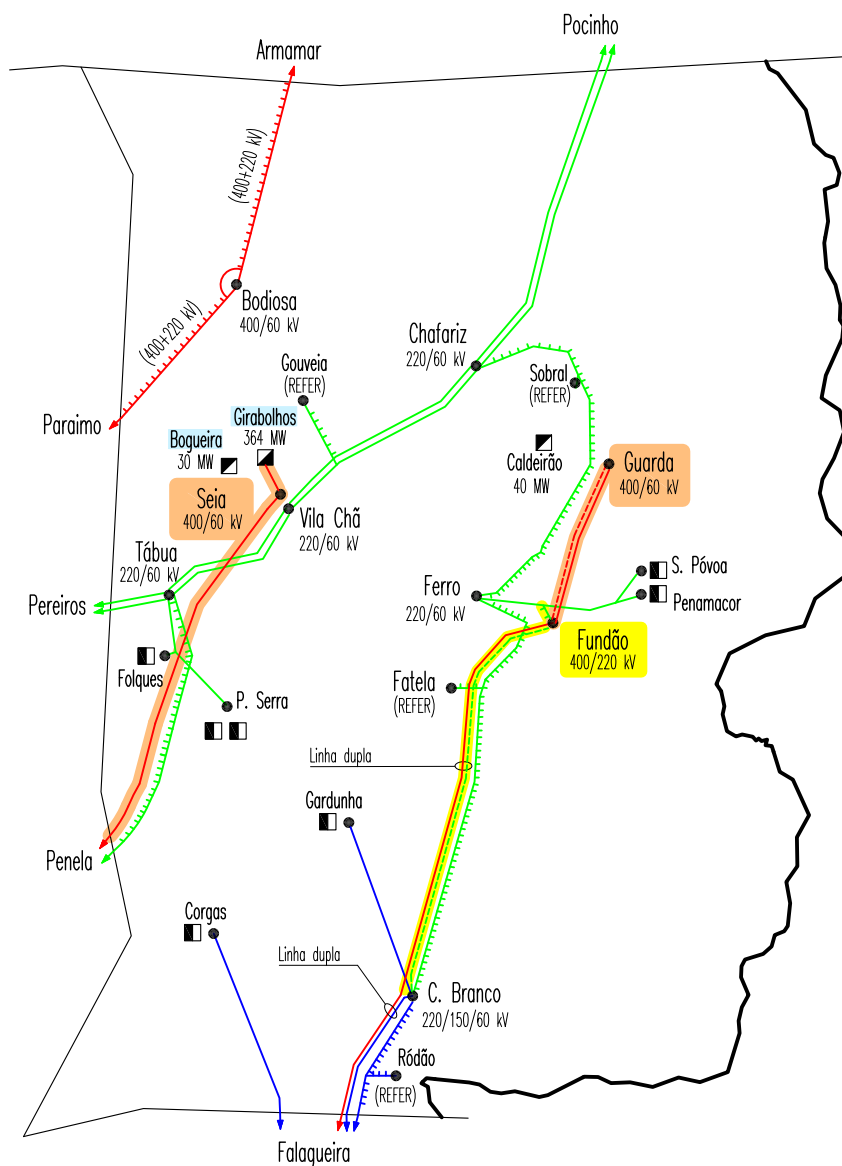 Pocinho
Armamar
(400+220 kV)
Bodiosa
400/60 kV
(400+220 kV)
Chafariz
220/60 kV
Gouveia
(REFER)
Sobral
(REFER)
Paraimo
Girabolhos
364 MW
Bogueira
30 MW
Caldeirão
40 MW
Guarda
400/60 kV
Seia
400/60 kV
Vila Chã
220/60 kV
Tábua
220/60 kV
Pereiros
S. Póvoa
Ferro
220/60 kV
Penamacor
Fundão
400/220 kV
Folques
P. Serra
Fatela
(REFER)
Linha dupla
Gardunha
Penela
Corgas
Linha dupla
C. Branco
220/150/60 kV
Ródão
(REFER)
Falagueira